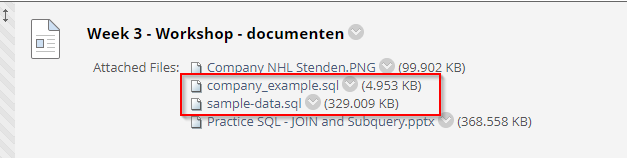 Week 3 - Workshop - documenten
Attached Files: Company NHL Stenden.PNG (99.902 KB)
company_example.sql (4.953 KB)
sample-data.sql (329.009 KB)
Practice SQL - JOIN and Subquery.pptx (368.558 KB)